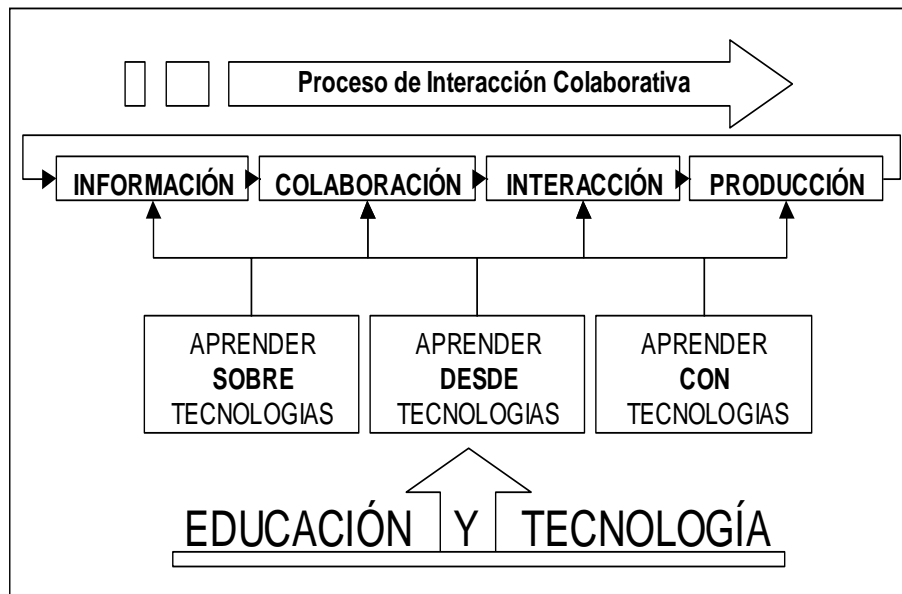 Proceso de Interacción Colaborativa
INFORMACIÓN
COLABORACIÓN
INTERACCIÓN
PRODUCCIÓN
APRENDER
SOBRE
TECNOLOGIAS
APRENDER
DESDE
TECNOLOGIAS
APRENDER
CON
TECNOLOGIAS
EDUCACIÓN Y TECNOLOGÍA